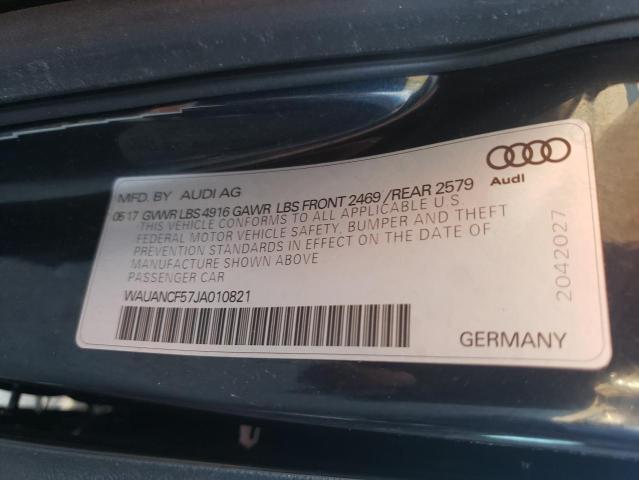 Audi
MFD. BY AUDI AG
05 17 GVWR LBS 4916 GAWR LBS FRONT 2469 / REAR 2579
THIS VEHICLE CONFORMS TO ALL APPLICABLE U.S.
FEDERAL MOTOR VEHICLE SAFETY, BUMPER AND THEFT
PREVENTION STANDARDS IN EFFECT ON THE DATE OF
MANUFACTURE SHOWN ABOVE
PASSENGER CAR
WAUANCF57JA010821
GERMANY
2042027